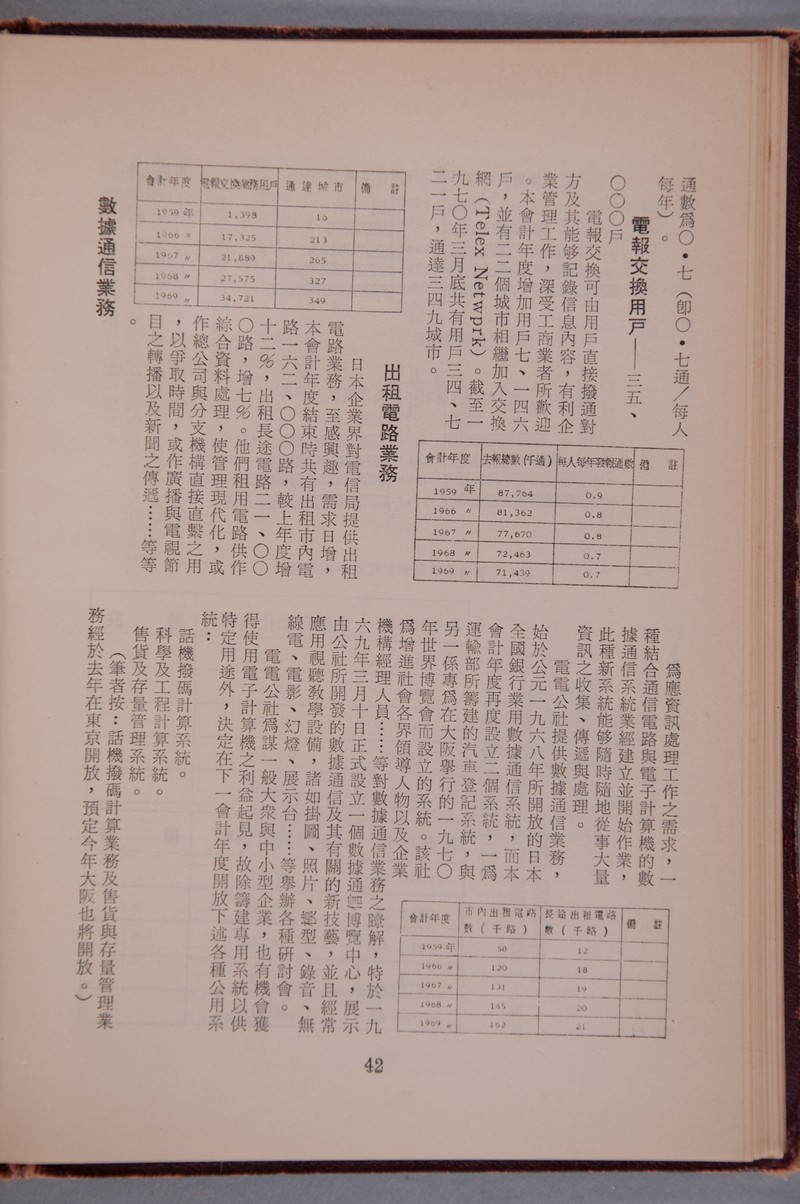 通數爲〇・七（卽〇・七通／每人
每年）。
電報交換用戶——三五、
〇〇〇戶
電報交換可由用戶直接撥通對
方及其能够記錄信息內容，有利企
業管理工作，深受工商業者所歡迎
。本會計年度增加用戶七、一四六
戶，並有二二個城市相繼加入交換
網（Telex Netwprk）。截至一
九七〇年三月底共有用戶三四、七
二一戶，通達三四九城市。
會計年度 去報總數（仟通） 每人每年發報通數 備 註
1959 年 87,764 0.9
1966 〃 81,362 0.8
1967 〃 77,670 0.8
1968 〃 72,463 0.7
1969 〃 71,439 0.7
會計年度 電報交換業務用戶 通達城市 備 註
1959 年 1,398 16
1966 〃 17,325 213
1967 〃 21,680 265
1968 〃 27,575 327
1969 〃 34,721 349
出租電路業務
日本企業界對電信局提供出租
電路業務，至感興趣，需求日增，
本會計年度結束時共有出租市內電
路一六二、〇〇〇路，較上年度增
十二％，出租長途電路二一、〇〇
〇路，增七％。他們租用電路供作
綜合資料處理，使管理現代化，或
作總公司與分支機構直接直繫之用
，以爭取時間，或作廣播與電視節
目之轉播以及新聞之傳遞……等等
。
會計年度 市內出租電路數（千路） 長途出租電路數（千路） 備 註
1959 年 50 12
1966 〃 120 18
1967 〃 131 19
1968 〃 145 20
1969 〃 162 21
數據通信業務
爲應資訊處理工作之需求，一
種結合通信電路與電子計算機的數
據通信系統業經建立並開始作業，
此種新系統能够隨時隨地從事大量
資訊之收集、傳遞與處理。
電電公社提供數據通信業務，
始於公元一九六八年所開放的日本
全國銀行業用數據通信系統，而本
會計年度再度設立二個系統，一爲
運輸部所籌建的汽車登記系統，與
另一係專爲在大阪舉行的一九七〇
年世界博覽會而設立的系統。該社
爲增進社會各界領導人物以及企業
機構經理人員……等對數據通信業務之瞭解，特於一九
六九年三月十日正式設立一個數據通信博覽中心，展示
由公社所開發的數據通信及其有關的新技藝，並且經常
應用視聽敎學設備，諸如掛圖、照片、模型、錄音、無
線電、電影、幻燈、展示台……等舉辦各種研討會。
電電公社爲謀一般大衆與中小型企業，也有機會獲
得使用電子計算機之利益起見，故除籌建專用系統以供
特定用途外，決定在下一會計年度開放下述各種公用系
統：
話機撥碼計算系統。
科學及工程計算系統。
售貨及存量管理系統。
（筆者按：話機撥碼計算業務及售貨與存量管理業
務經於去年在東京開放，預定今年大阪也將開放。）
42